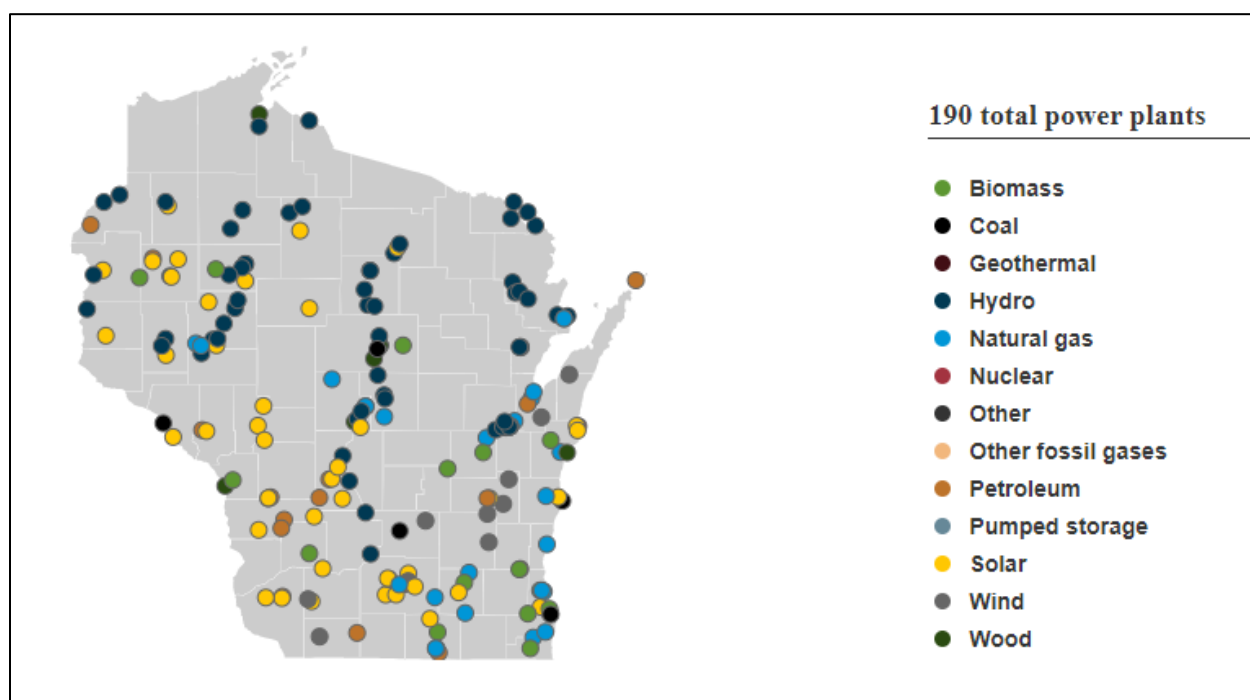 190 total power plants
Biomass
Coal
Geothermal
Hydro
Natural gas
Nuclear
Other
Other fossil gases
Petroleum
Pumped storage
Solar
Wind
Wood